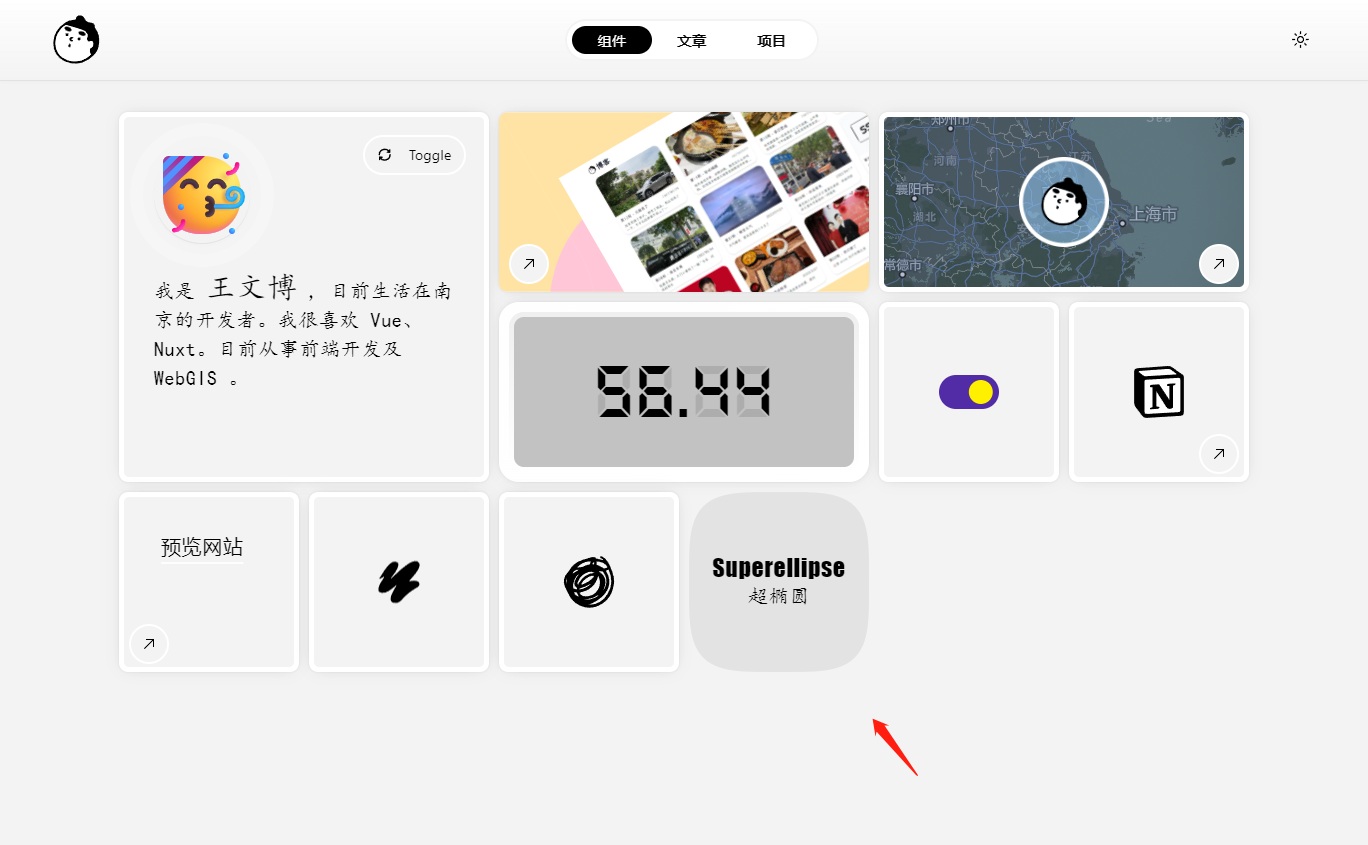 组件
文章
项目
Toggle
我是 王文博 ，目前生活在南
京的开发者。我很喜欢 Vue、
Nuxt。目前从事前端开发及
WebGIS 。
博客
郑州市
河南
江苏
襄阳市
湖北
上海市
常德市
56.44
N
预览网站
Superellipse
超椭圆